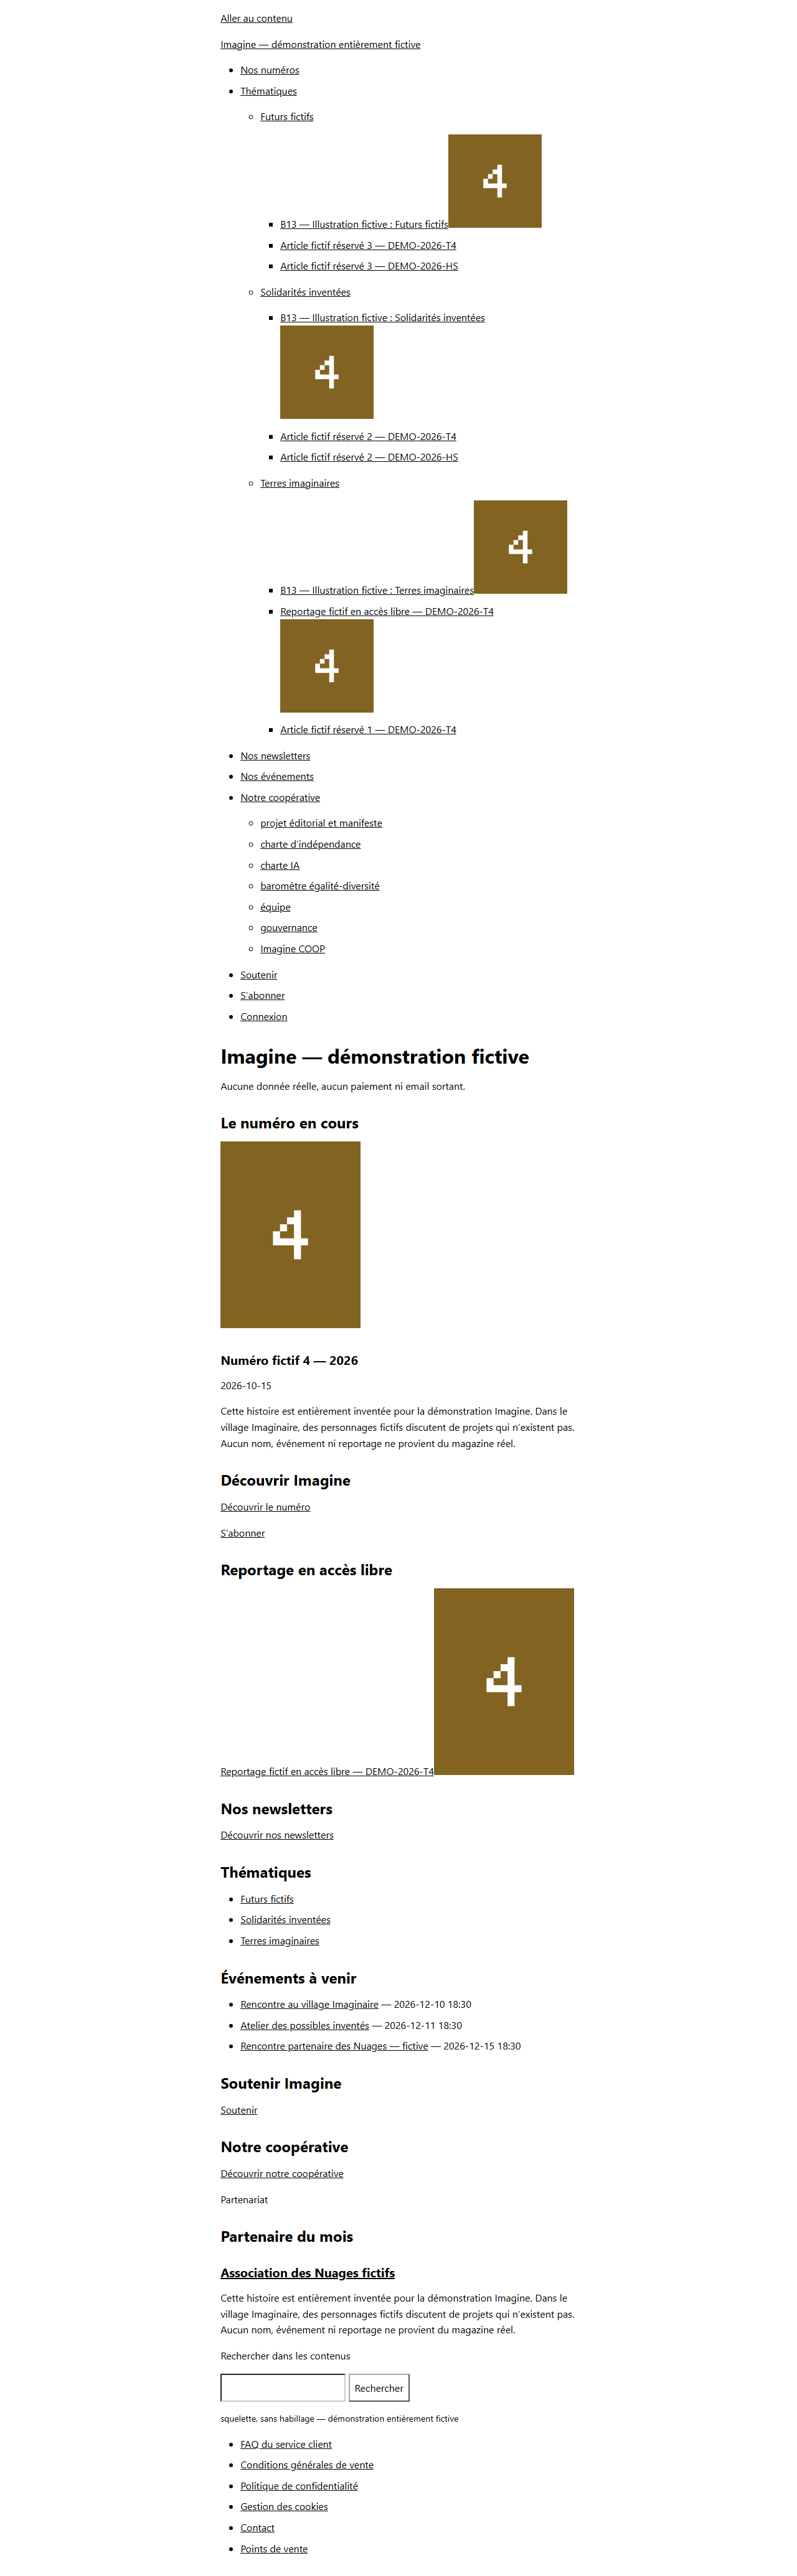 Aller au contenu
Imagine — démonstration entièrement fictive
Nos numéros
Thématiques
Futurs fictifs
4
B13 — Illustration fictive : Futurs fictifs
Article fictif réservé 3 — DEMO-2026-T4
Article fictif réservé 3 — DEMO-2026-HS
Solidarités inventées
B13 — Illustration fictive : Solidarités inventées
4
Article fictif réservé 2 — DEMO-2026-T4
Article fictif réservé 2 — DEMO-2026-HS
Terres imaginaires
4
B13 — Illustration fictive : Terres imaginaires
Reportage fictif en accès libre — DEMO-2026-T4
4
Article fictif réservé 1 — DEMO-2026-T4
Nos newsletters
Nos événements
Notre coopérative
projet éditorial et manifeste
charte d’indépendance
charte IA
baromètre égalité-diversité
équipe
gouvernance
Imagine COOP
Soutenir
S’abonner
Connexion
Imagine — démonstration fictive
Aucune donnée réelle, aucun paiement ni email sortant.
Le numéro en cours
4
Numéro fictif 4 — 2026
2026-10-15
Cette histoire est entièrement inventée pour la démonstration Imagine. Dans le
village Imaginaire, des personnages fictifs discutent de projets qui n’existent pas.
Aucun nom, événement ni reportage ne provient du magazine réel.
Découvrir Imagine
Découvrir le numéro
S’abonner
Reportage en accès libre
4
Reportage fictif en accès libre — DEMO-2026-T4
Nos newsletters
Découvrir nos newsletters
Thématiques
Futurs fictifs
Solidarités inventées
Terres imaginaires
Événements à venir
Rencontre au village Imaginaire — 2026-12-10 18:30
Atelier des possibles inventés — 2026-12-11 18:30
Rencontre partenaire des Nuages — fictive — 2026-12-15 18:30
Soutenir Imagine
Soutenir
Notre coopérative
Découvrir notre coopérative
Partenariat
Partenaire du mois
Association des Nuages fictifs
Cette histoire est entièrement inventée pour la démonstration Imagine. Dans le
village Imaginaire, des personnages fictifs discutent de projets qui n’existent pas.
Aucun nom, événement ni reportage ne provient du magazine réel.
Rechercher dans les contenus
Rechercher
squelette, sans habillage — démonstration entièrement fictive
FAQ du service client
Conditions générales de vente
Politique de confidentialité
Gestion des cookies
Contact
Points de vente